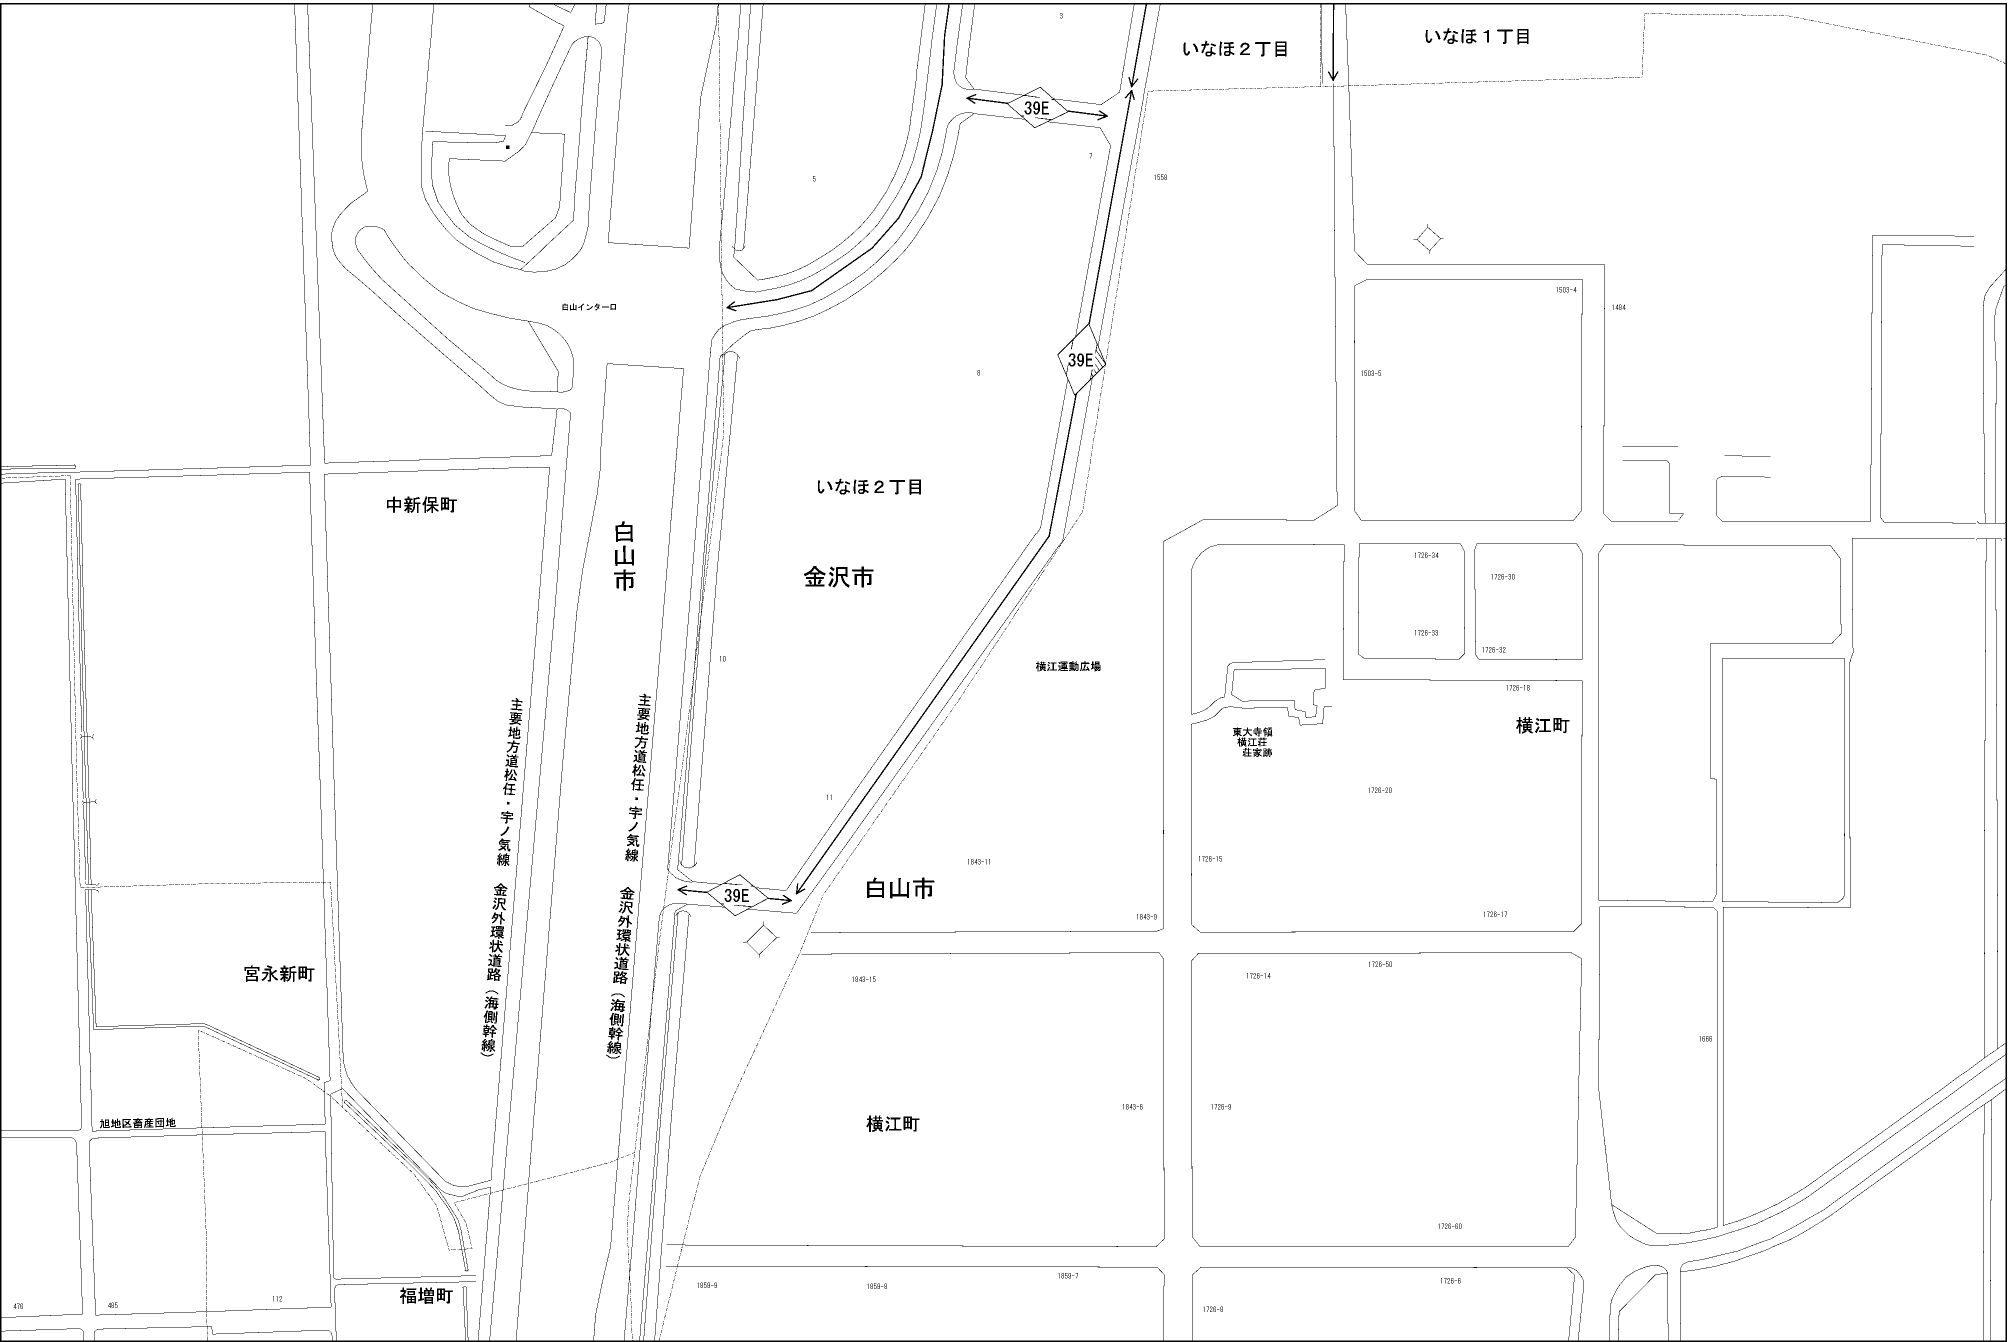 3
いなほ２丁目
いなほ１丁目
39E
7
5
1558
1503-4
白山インター口
1484
39E
8
1503-5
いなほ２丁目
中新保町
白山市
金沢市
1726-34
1726-30
1726-33
1726-32
10
横江運動広場
1726-18
主要地方道松任・宇ノ気線　金沢外環状道路（海側幹線）
主要地方道松任・宇ノ気線　金沢外環状道路（海側幹線）
横江町
東大寺領
横江荘
荘家跡
1726-20
11
1843-11
1726-15
白山市
39E
1843-9
1726-17
宮永新町
1843-15
1726-14
1726-50
1666
1843-6
1726-9
旭地区畜産団地
横江町
1726-60
福増町
476
485
112
1859-9
1859-8
1859-7
1726-6
1726-8